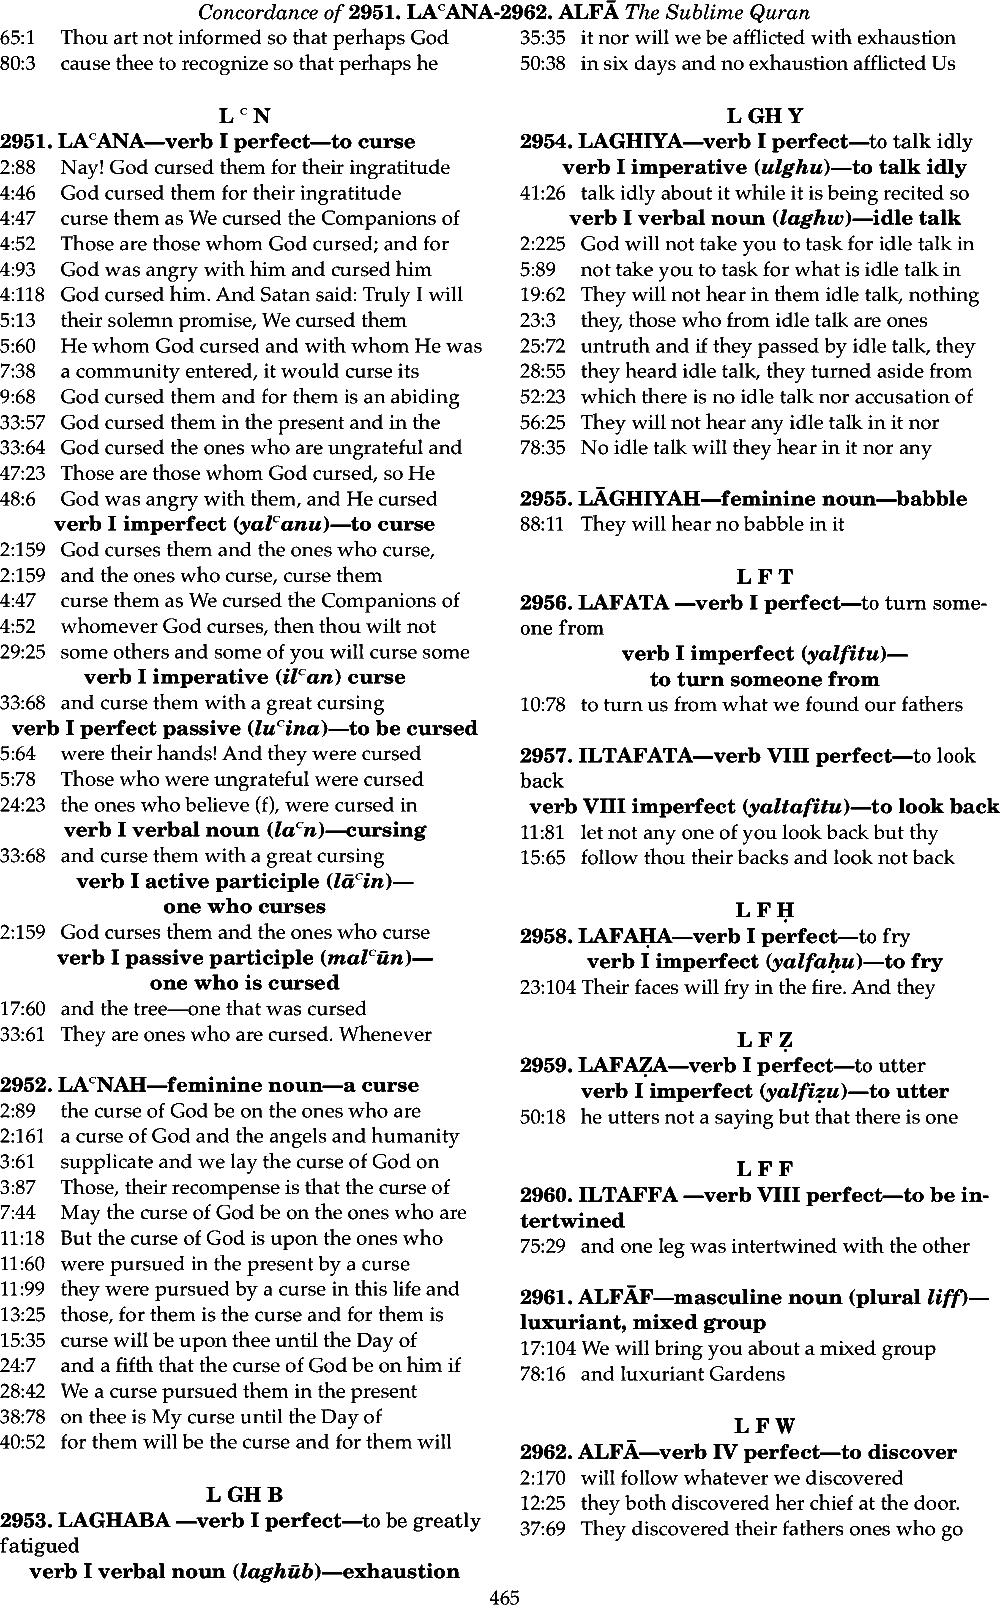 Concordance of 2951. LAᶜANA-2962. ALFĀ The Sublime Quran
65:1 Thou art not informed so that perhaps God
80:3 cause thee to recognize so that perhaps he
L ᶜ N
2951. LAᶜANA—verb I perfect—to curse
2:88 Nay! God cursed them for their ingratitude
4:46 God cursed them for their ingratitude
4:47 curse them as We cursed the Companions of
4:52 Those are those whom God cursed; and for
4:93 God was angry with him and cursed him
4:118 God cursed him. And Satan said: Truly I will
5:13 their solemn promise, We cursed them
5:60 He whom God cursed and with whom He was
7:38 a community entered, it would curse its
9:68 God cursed them and for them is an abiding
33:57 God cursed them in the present and in the
33:64 God cursed the ones who are ungrateful and
47:23 Those are those whom God cursed, so He
48:6 God was angry with them, and He cursed
verb I imperfect (yalᶜanu)—to curse
2:159 God curses them and the ones who curse,
2:159 and the ones who curse, curse them
4:47 curse them as We cursed the Companions of
4:52 whomever God curses, then thou wilt not
29:25 some others and some of you will curse some
verb I imperative (ilᶜan) curse
33:68 and curse them with a great cursing
verb I perfect passive (luᶜina)—to be cursed
5:64 were their hands! And they were cursed
5:78 Those who were ungrateful were cursed
24:23 the ones who believe (f), were cursed in
verb I verbal noun (laᶜn)—cursing
33:68 and curse them with a great cursing
verb I active participle (lāᶜin)—
one who curses
2:159 God curses them and the ones who curse
verb I passive participle (malᶜūn)—
one who is cursed
17:60 and the tree—one that was cursed
33:61 They are ones who are cursed. Whenever
2952. LAᶜNAH—feminine noun—a curse
2:89 the curse of God be on the ones who are
2:161 a curse of God and the angels and humanity
3:61 supplicate and we lay the curse of God on
3:87 Those, their recompense is that the curse of
7:44 May the curse of God be on the ones who are
11:18 But the curse of God is upon the ones who
11:60 were pursued in the present by a curse
11:99 they were pursued by a curse in this life and
13:25 those, for them is the curse and for them is
15:35 curse will be upon thee until the Day of
24:7 and a fifth that the curse of God be on him if
28:42 We a curse pursued them in the present
38:78 on thee is My curse until the Day of
40:52 for them will be the curse and for them will
L GH B
2953. LAGHABA —verb I perfect—to be greatly
fatigued
verb I verbal noun (laghūb)—exhaustion
35:35 it nor will we be afflicted with exhaustion
50:38 in six days and no exhaustion afflicted Us
L GH Y
2954. LAGHIYA—verb I perfect—to talk idly
verb I imperative (ulghu)—to talk idly
41:26 talk idly about it while it is being recited so
verb I verbal noun (laghw)—idle talk
2:225 God will not take you to task for idle talk in
5:89 not take you to task for what is idle talk in
19:62 They will not hear in them idle talk, nothing
23:3 they, those who from idle talk are ones
25:72 untruth and if they passed by idle talk, they
28:55 they heard idle talk, they turned aside from
52:23 which there is no idle talk nor accusation of
56:25 They will not hear any idle talk in it nor
78:35 No idle talk will they hear in it nor any
2955. LĀGHIYAH—feminine noun—babble
88:11 They will hear no babble in it
L F T
2956. LAFATA —verb I perfect—to turn some-
one from
verb I imperfect (yalfitu)—
to turn someone from
10:78 to turn us from what we found our fathers
2957. ILTAFATA—verb VIII perfect—to look
back
verb VIII imperfect (yaltafitu)—to look back
11:81 let not any one of you look back but thy
15:65 follow thou their backs and look not back
L F Ḥ
2958. LAFAḤA—verb I perfect—to fry
verb I imperfect (yalfaḥu)—to fry
23:104 Their faces will fry in the fire. And they
L F Ẓ
2959. LAFAẒA—verb I perfect—to utter
verb I imperfect (yalfiẓu)—to utter
50:18 he utters not a saying but that there is one
L F F
2960. ILTAFFA —verb VIII perfect—to be in-
tertwined
75:29 and one leg was intertwined with the other
2961. ALFĀF—masculine noun (plural liff)—
luxuriant, mixed group
17:104 We will bring you about a mixed group
78:16 and luxuriant Gardens
L F W
2962. ALFĀ—verb IV perfect—to discover
2:170 will follow whatever we discovered
12:25 they both discovered her chief at the door.
37:69 They discovered their fathers ones who go
465